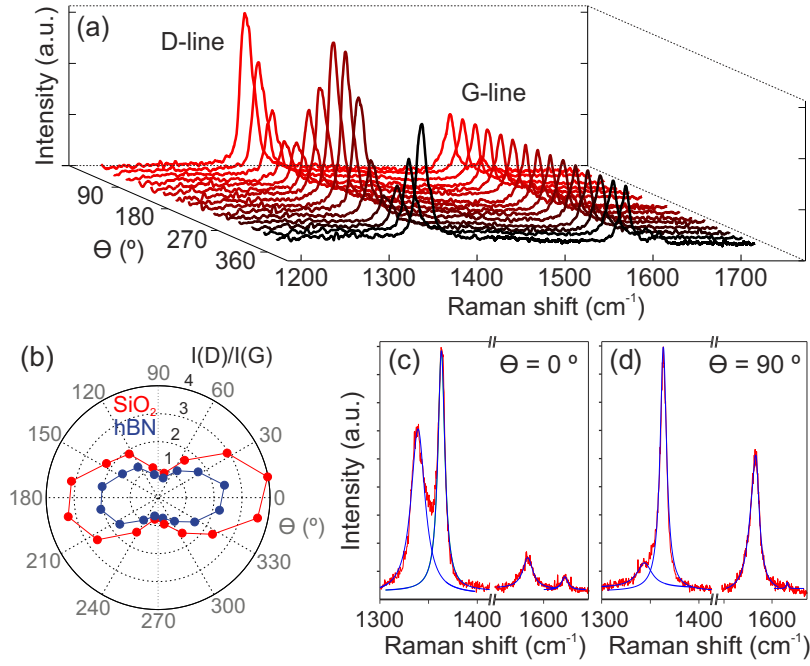 (a)
D-line
G-line
Intensity (a.u.)
90
180
270
360
Ɵ (º)
1200 1300 1400 1500 1600 1700
Raman shift (cm⁻¹)
(b)
I(D)/I(G)
SiO₂
hBN
90
60
30
0
330
300
270
240
210
180
150
120
4
3
2
1
Ɵ (º)
(c)
Ɵ = 0 º
Intensity (a.u.)
1300 1400 1600
Raman shift (cm⁻¹)
(d)
Ɵ = 90 º
1300 1400 1600
Raman shift (cm⁻¹)